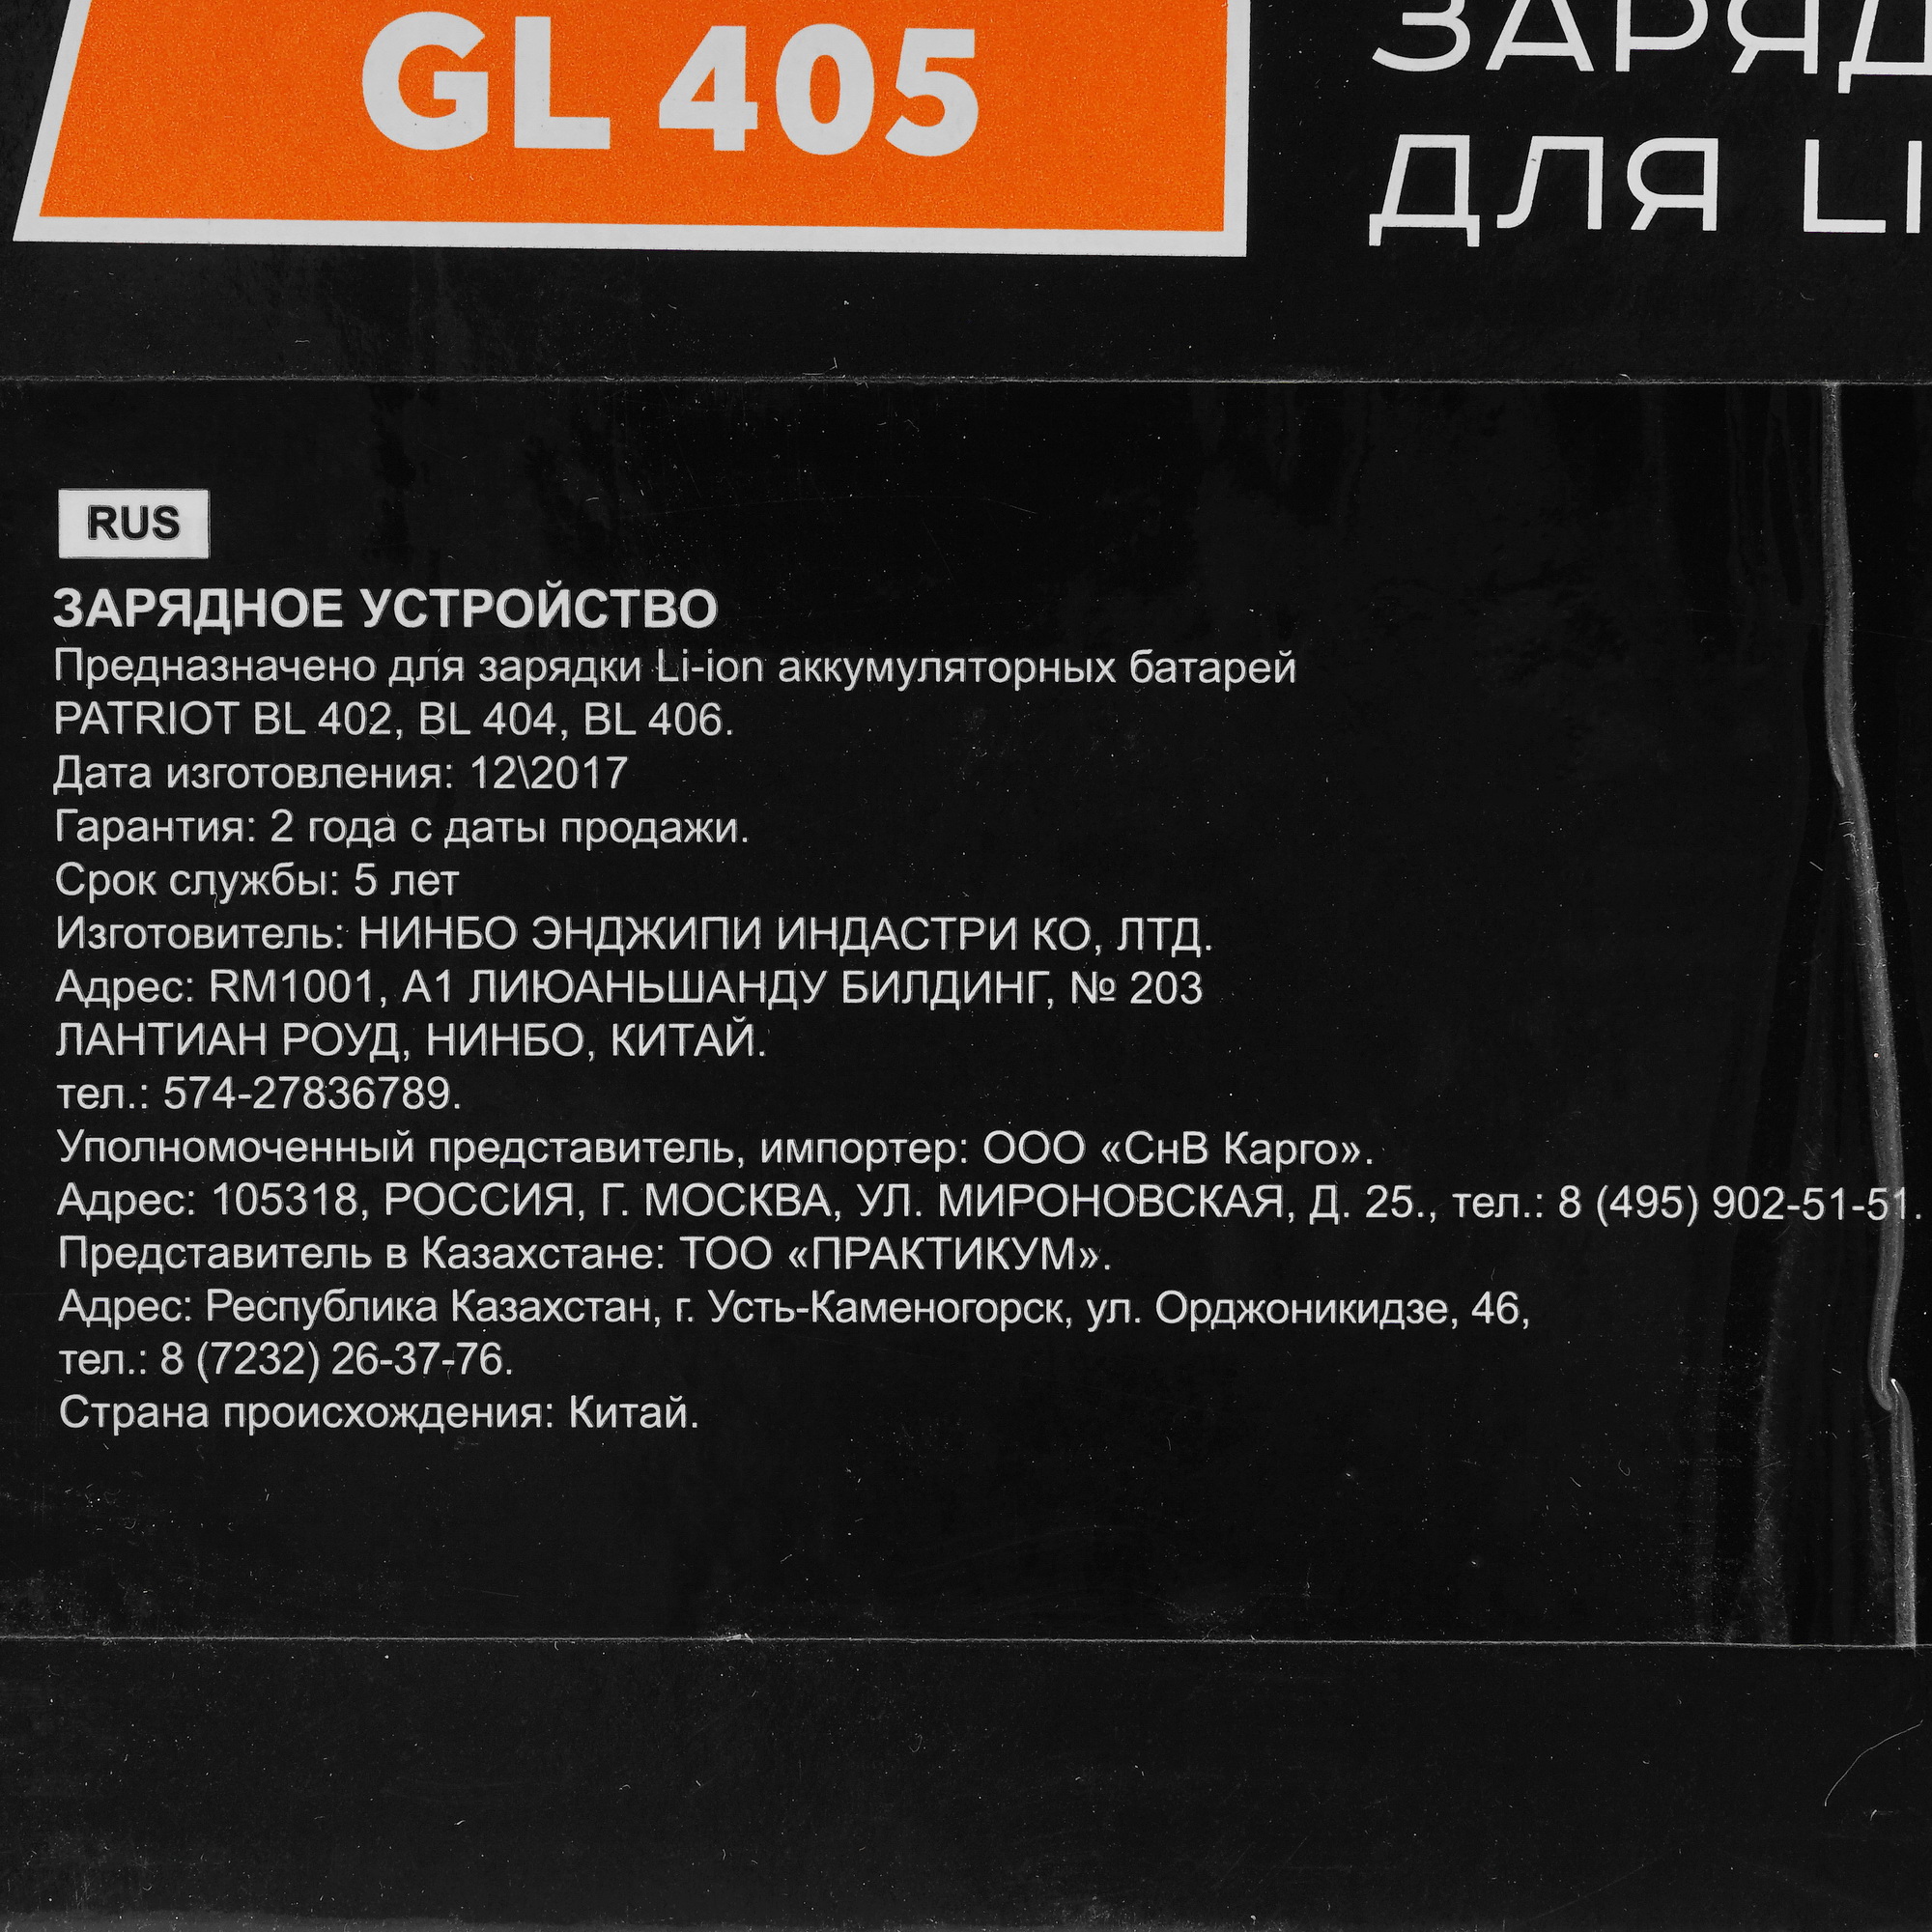 GL 405
ЗАРЯД
ДЛЯ LI
RUS
ЗАРЯДНОЕ УСТРОЙСТВО
Предназначено для зарядки Li-ion аккумуляторных батарей
PATRIOT BL 402, BL 404, BL 406.
Дата изготовления: 12\2017
Гарантия: 2 года с даты продажи.
Срок службы: 5 лет
Изготовитель: НИНБО ЭНДЖИПИ ИНДАСТРИ КО, ЛТД.
Адрес: RM1001, А1 ЛИЮАНЬШАНДУ БИЛДИНГ, № 203
ЛАНТИАН РОУД, НИНБО, КИТАЙ.
тел.: 574-27836789.
Уполномоченный представитель, импортер: ООО «СнВ Карго».
Адрес: 105318, РОССИЯ, Г. МОСКВА, УЛ. МИРОНОВСКАЯ, Д. 25., тел.: 8 (495) 902-51-51.
Представитель в Казахстане: ТОО «ПРАКТИКУМ».
Адрес: Республика Казахстан, г. Усть-Каменогорск, ул. Орджоникидзе, 46,
тел.: 8 (7232) 26-37-76.
Страна происхождения: Китай.